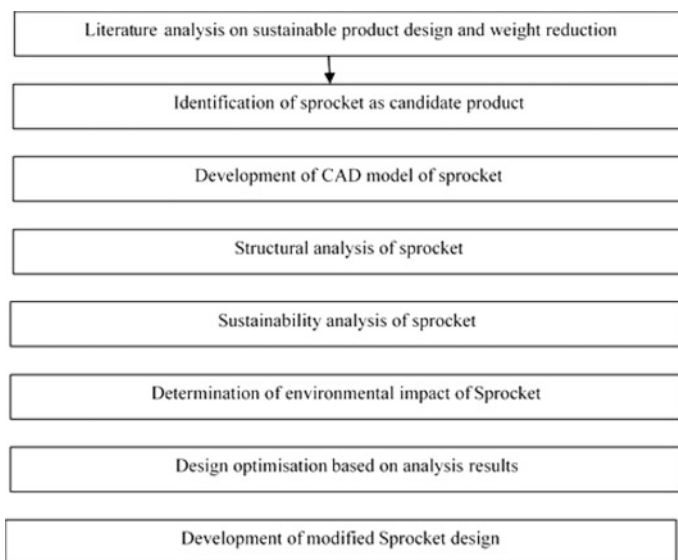 Literature analysis on sustainable product design and weight reduction
Identification of sprocket as candidate product
Development of CAD model of sprocket
Structural analysis of sprocket
Sustainability analysis of sprocket
Determination of environmental impact of Sprocket
Design optimisation based on analysis results
Development of modified Sprocket design